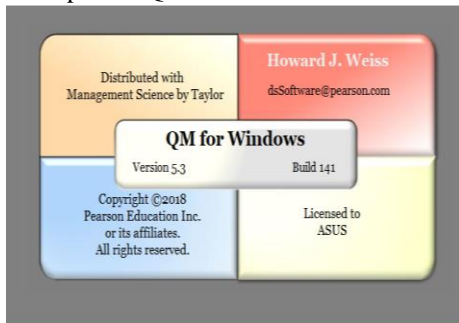 Distributed with
Management Science by Taylor
Howard J. Weiss
dsSoftware@pearson.com
QM for Windows
Version 5.3
Build 141
Copyright ©2018
Pearson Education Inc.
or its affiliates.
All rights reserved.
Licensed to
ASUS